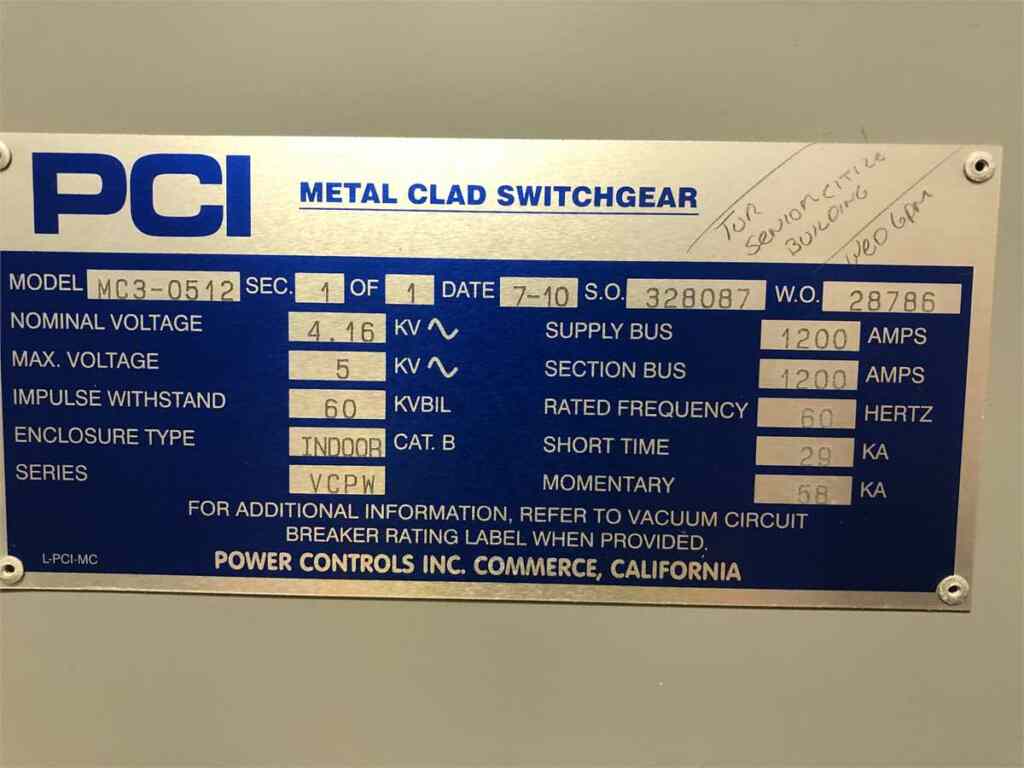 PCI METAL CLAD SWITCHGEAR
SENIOR CITIZE
BUILDING
WED 6PM
MODEL MC3-0512 SEC. 1 OF 1 DATE 7-10 S.O. 328087 W.O. 28786
NOMINAL VOLTAGE 4.16 KV ∿ SUPPLY BUS 1200 AMPS
MAX. VOLTAGE 5 KV ∿ SECTION BUS 1200 AMPS
IMPULSE WITHSTAND 60 KVBIL RATED FREQUENCY 60 HERTZ
ENCLOSURE TYPE INDOOR CAT. B SHORT TIME 29 KA
SERIES VCPW MOMENTARY 58 KA
FOR ADDITIONAL INFORMATION, REFER TO VACUUM CIRCUIT
BREAKER RATING LABEL WHEN PROVIDED.
L-PCI-MC POWER CONTROLS INC. COMMERCE, CALIFORNIA